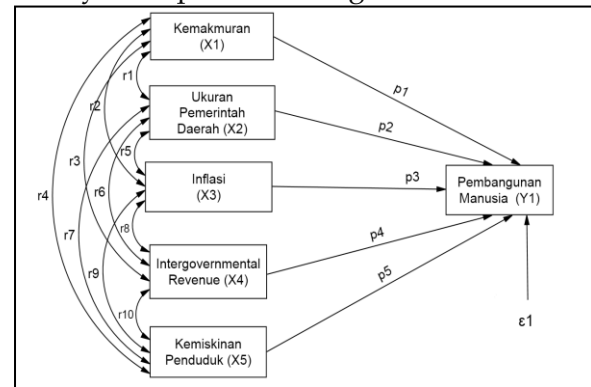 Kemakmuran
(X1)
r1
p1
Ukuran
Pemerintah
Daerah (X2)
r2
p2
r3
r5
Inflasi
(X3)
p3
Pembangunan
Manusia (Y1)
r4
r6
r7
r8
p4
Intergovernmental
Revenue (X4)
r9
p5
r10
Kemiskinan
Penduduk (X5)
ε1